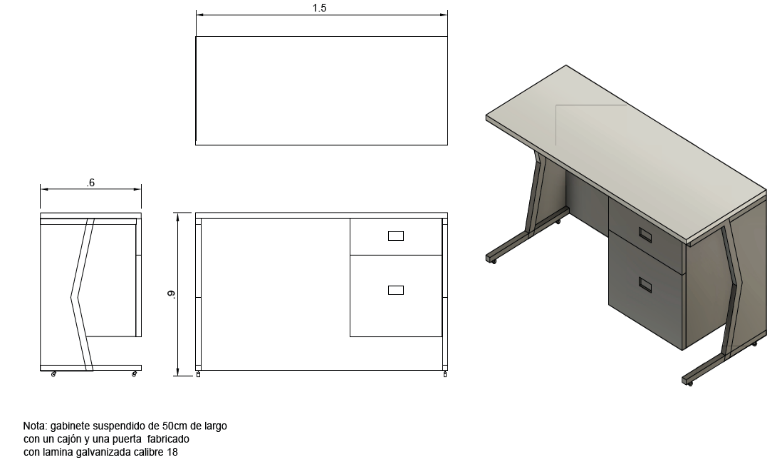 1.5
.6
.9
Nota: gabinete suspendido de 50cm de largo
con un cajón y una puerta fabricado
con lamina galvanizada calibre 18